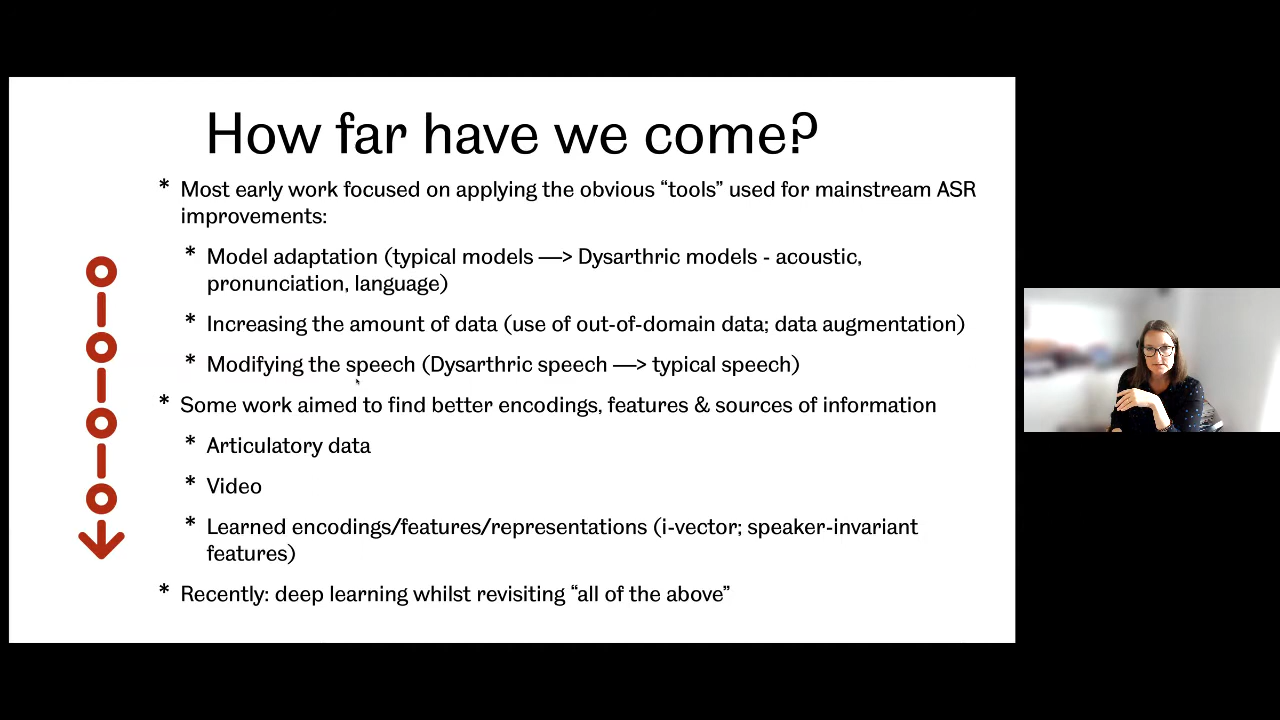 How far have we come?
* Most early work focused on applying the obvious “tools” used for mainstream ASR
improvements:
* Model adaptation (typical models —> Dysarthric models - acoustic,
pronunciation, language)
* Increasing the amount of data (use of out-of-domain data; data augmentation)
* Modifying the speech (Dysarthric speech —> typical speech)
* Some work aimed to find better encodings, features & sources of information
* Articulatory data
* Video
* Learned encodings/features/representations (i-vector; speaker-invariant
features)
* Recently: deep learning whilst revisiting “all of the above”